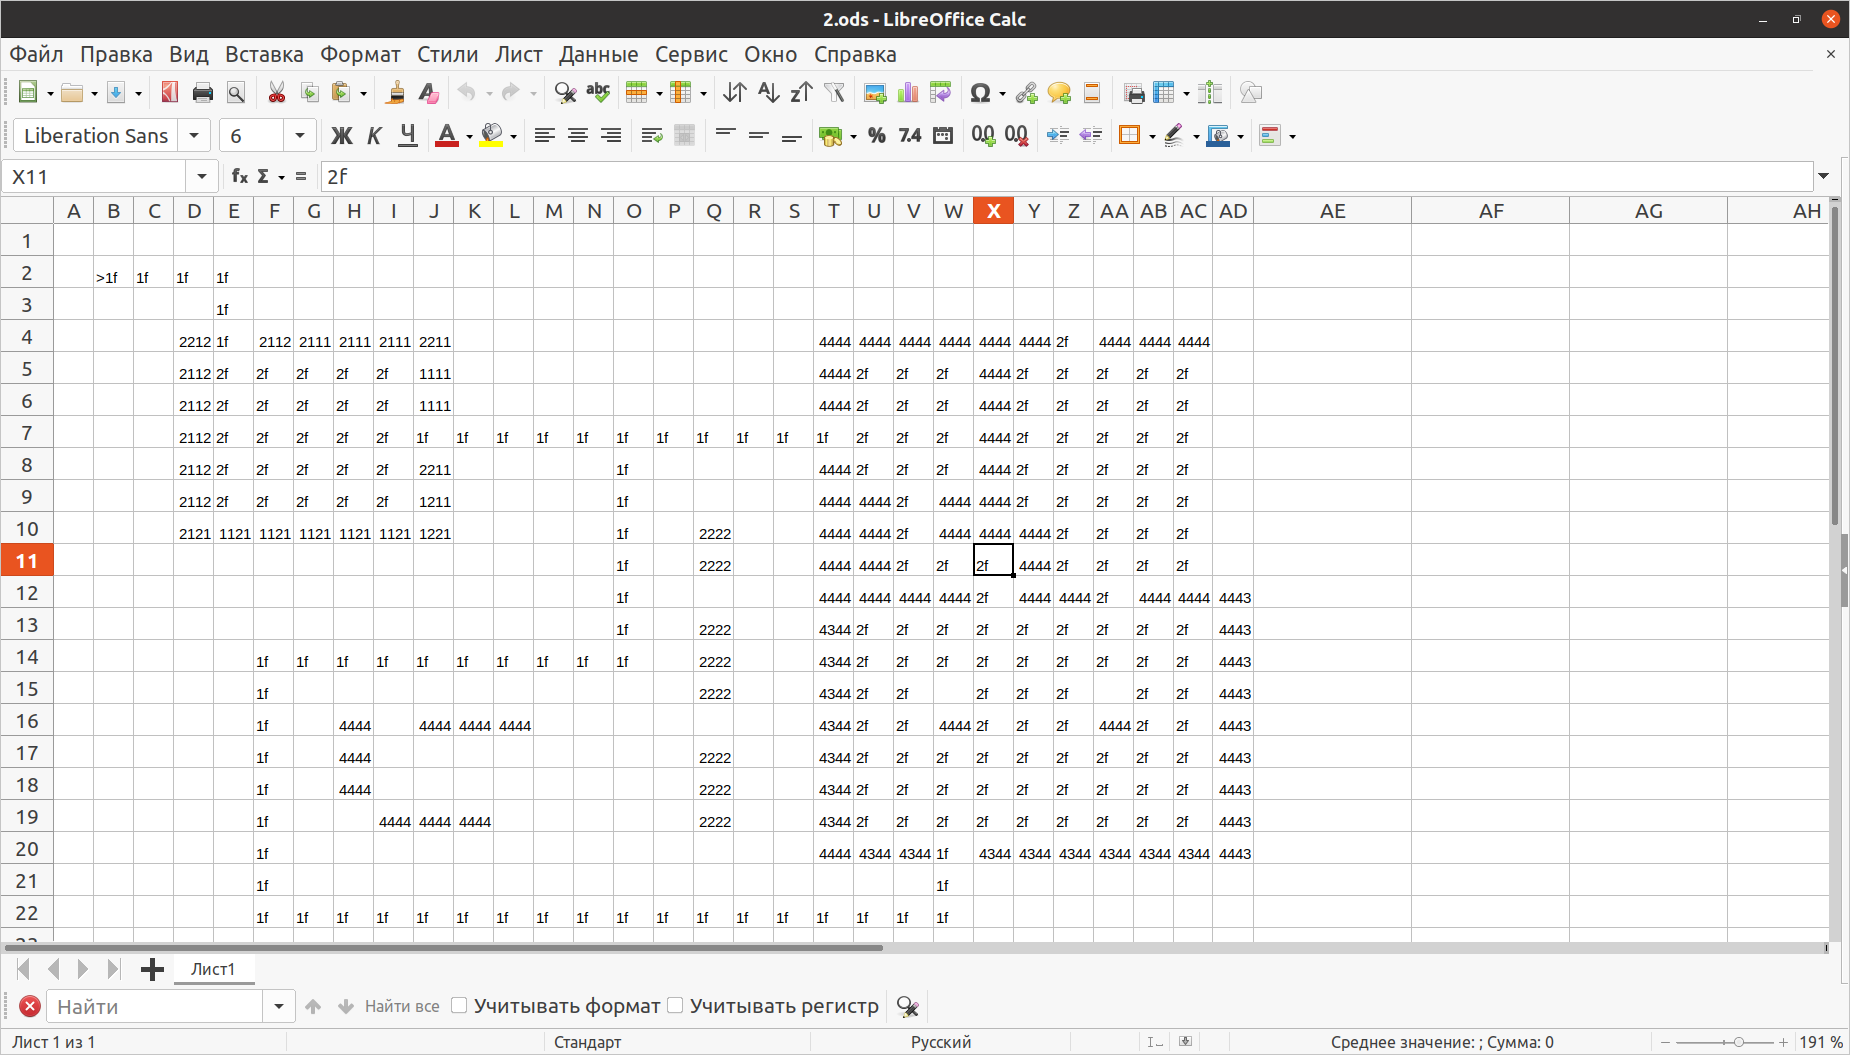 2.ods - LibreOffice Calc
Файл Правка Вид Вставка Формат Стили Лист Данные Сервис Окно Справка
Liberation Sans 6 Ж К Ч A % 7.4 0.0 0.0
X11 fx Σ = 2f
A B C D E F G H I J K L M N O P Q R S T U V W X Y Z AA AB AC AD AE AF AG AH
1
2 >1f 1f 1f 1f
3 1f
4 2212 1f 2112 2111 2111 2111 2211 4444 4444 4444 4444 4444 4444 2f 4444 4444 4444
5 2112 2f 2f 2f 2f 2f 1111 4444 2f 2f 2f 4444 2f 2f 2f 2f 2f
6 2112 2f 2f 2f 2f 2f 1111 4444 2f 2f 2f 4444 2f 2f 2f 2f 2f
7 2112 2f 2f 2f 2f 2f 1f 1f 1f 1f 1f 1f 1f 1f 1f 1f 1f 2f 2f 2f 4444 2f 2f 2f 2f 2f
8 2112 2f 2f 2f 2f 2f 2211 1f 4444 2f 2f 2f 4444 2f 2f 2f 2f 2f
9 2112 2f 2f 2f 2f 2f 1211 1f 4444 4444 2f 4444 4444 2f 2f 2f 2f 2f
10 2121 1121 1121 1121 1121 1121 1221 1f 2222 4444 4444 2f 4444 4444 4444 2f 2f 2f 2f
11 1f 2222 4444 4444 2f 2f 2f 4444 2f 2f 2f 2f
12 1f 4444 4444 4444 4444 2f 4444 4444 2f 4444 4444 4443
13 1f 2222 4344 2f 2f 2f 2f 2f 2f 2f 2f 2f 4443
14 1f 1f 1f 1f 1f 1f 1f 1f 1f 1f 2222 4344 2f 2f 2f 2f 2f 2f 2f 2f 2f 4443
15 1f 2222 4344 2f 2f 2f 2f 2f 2f 2f 4443
16 1f 4444 4444 4444 4444 4344 2f 2f 4444 2f 2f 2f 4444 2f 2f 4443
17 1f 4444 2222 4344 2f 2f 2f 2f 2f 2f 2f 2f 2f 4443
18 1f 4444 2222 4344 2f 2f 2f 2f 2f 2f 2f 2f 2f 4443
19 1f 4444 4444 4444 2222 4344 2f 2f 2f 2f 2f 2f 2f 2f 2f 4443
20 1f 4444 4344 4344 1f 4344 4344 4344 4344 4344 4344 4443
21 1f 1f
22 1f 1f 1f 1f 1f 1f 1f 1f 1f 1f 1f 1f 1f 1f 1f 1f 1f 1f
Лист1
Найти Найти все Учитывать формат Учитывать регистр
Лист 1 из 1 Стандарт Русский Среднее значение: ; Сумма: 0 191 %